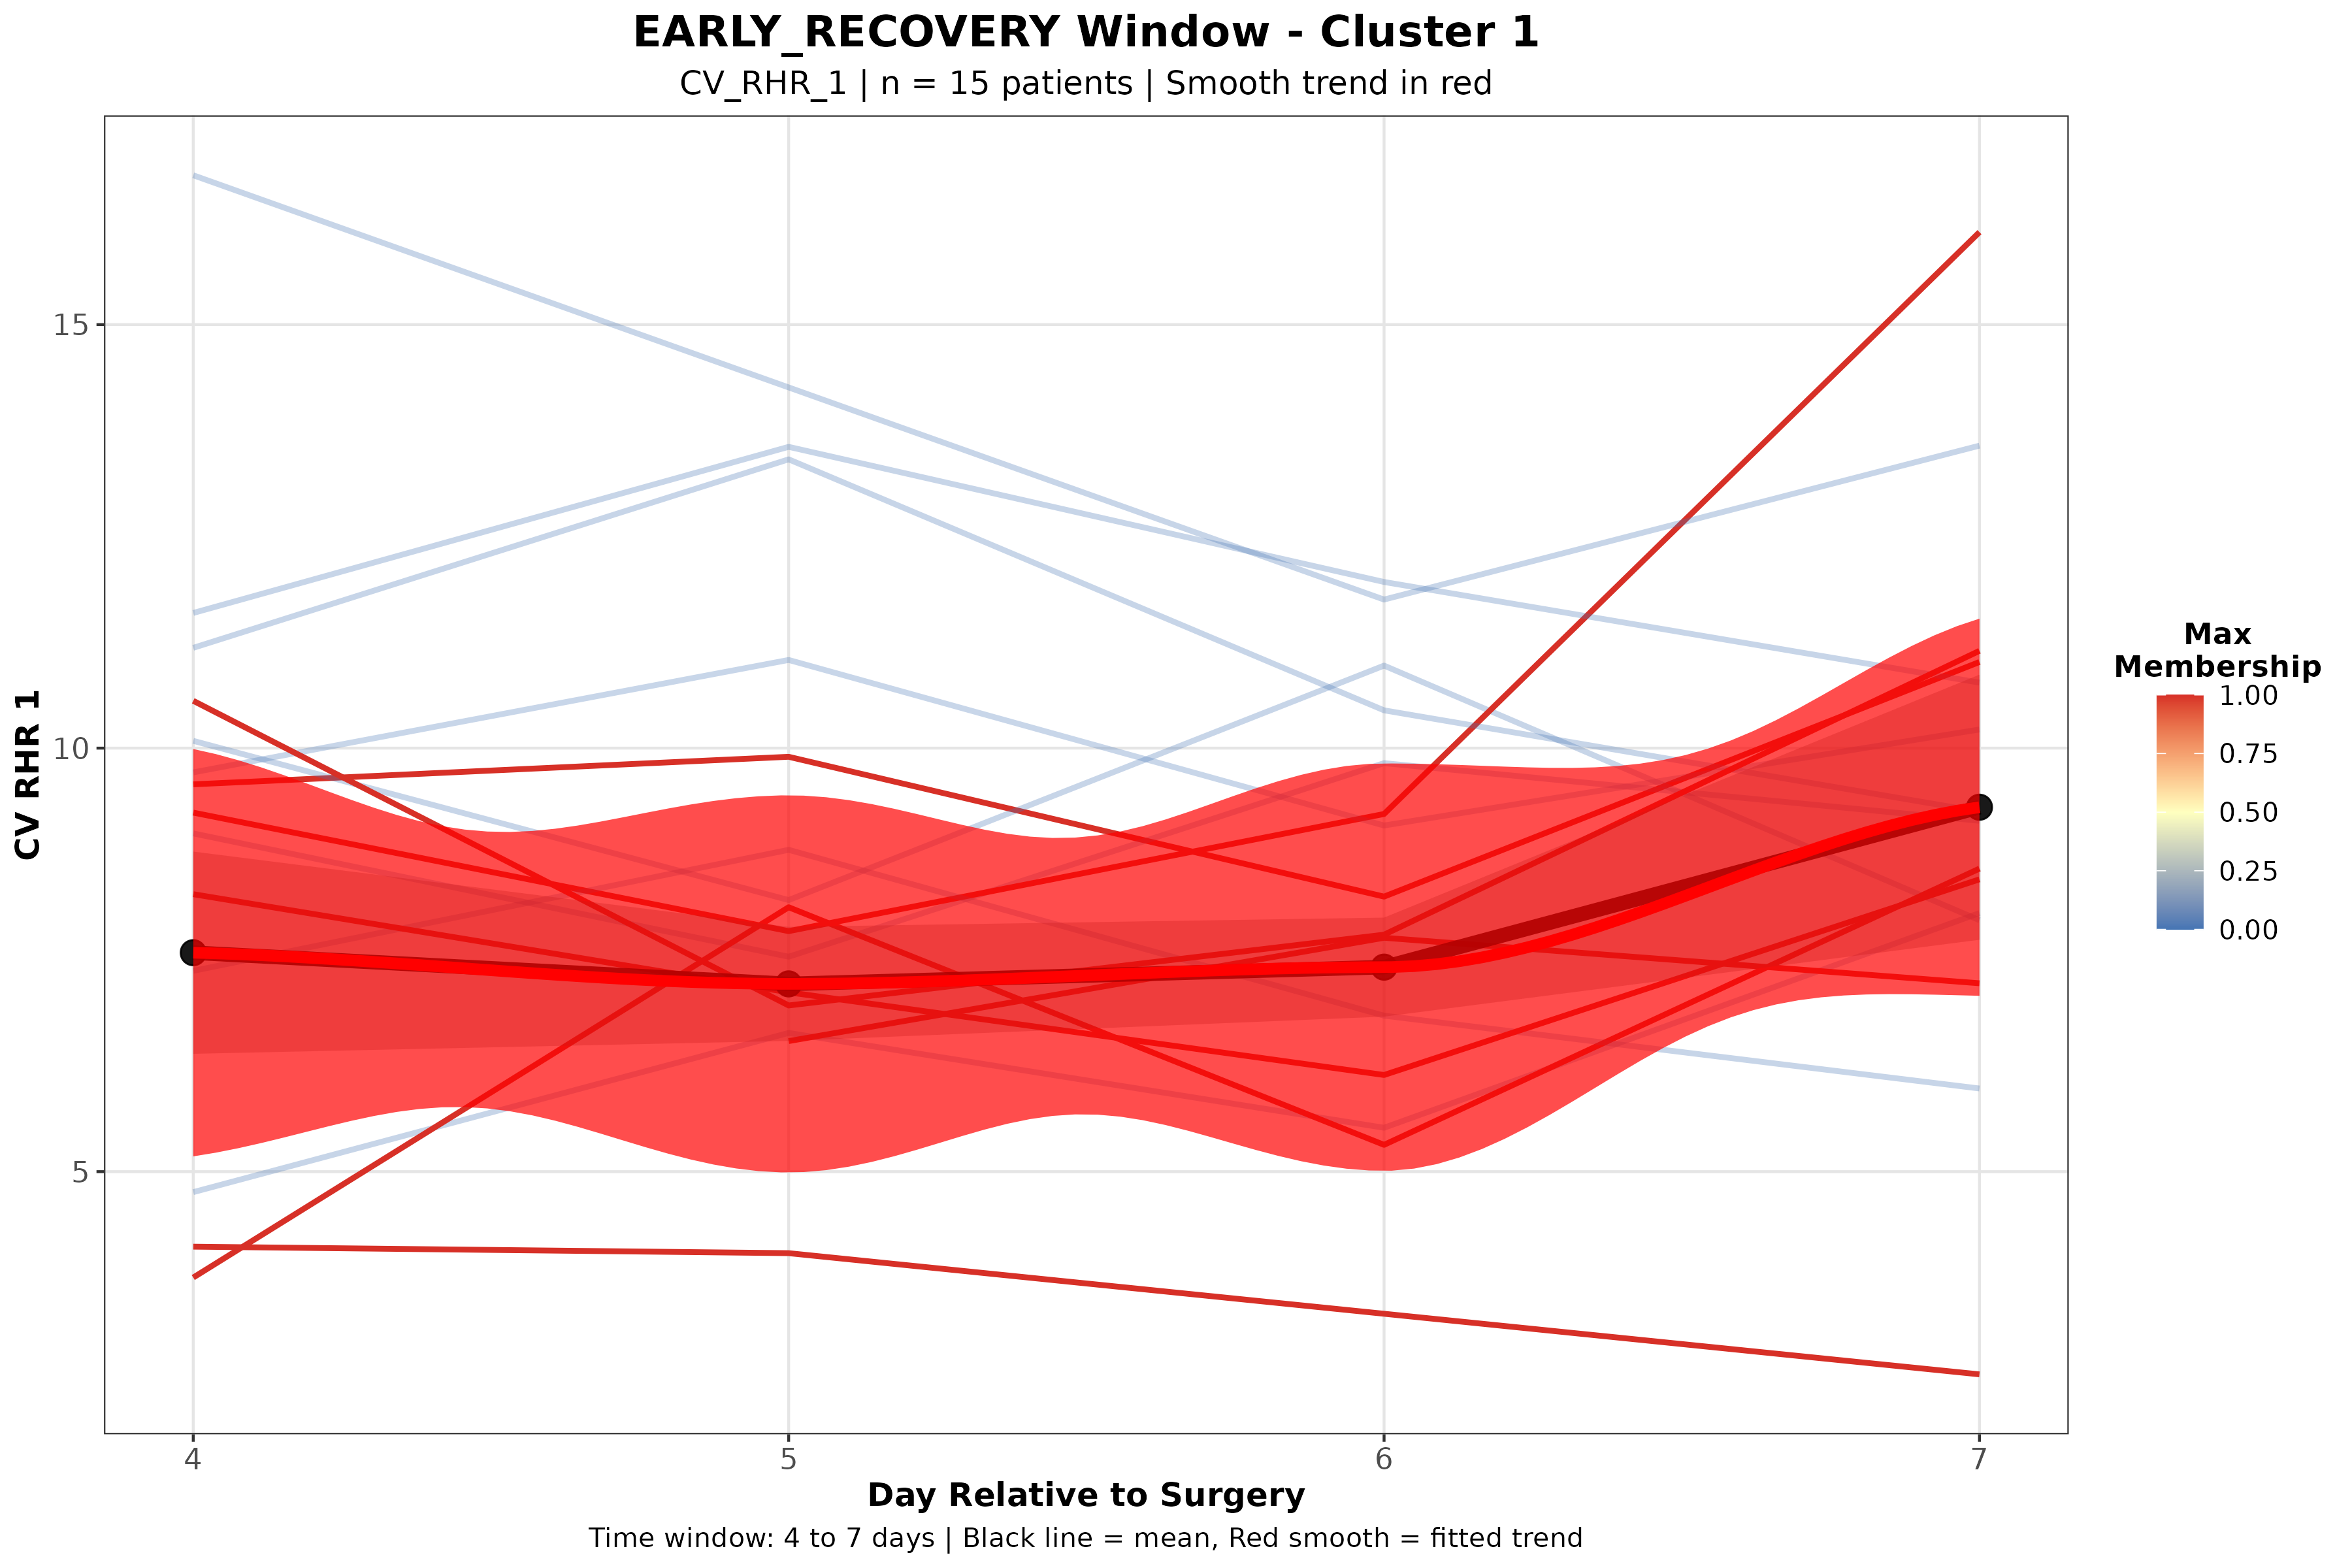 EARLY_RECOVERY Window - Cluster 1
CV_RHR_1 | n = 15 patients | Smooth trend in red
CV RHR 1
15
10
5
4
5
6
7
Day Relative to Surgery
Time window: 4 to 7 days | Black line = mean, Red smooth = fitted trend
Max
Membership
1.00
0.75
0.50
0.25
0.00